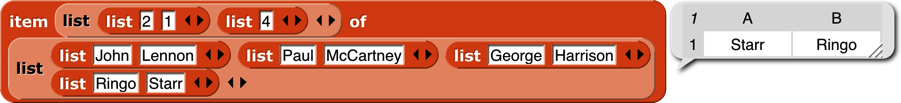 item list list 2 1 list 4 of
list list John Lennon list Paul McCartney list George Harrison
list Ringo Starr
1 A B
1 Starr Ringo